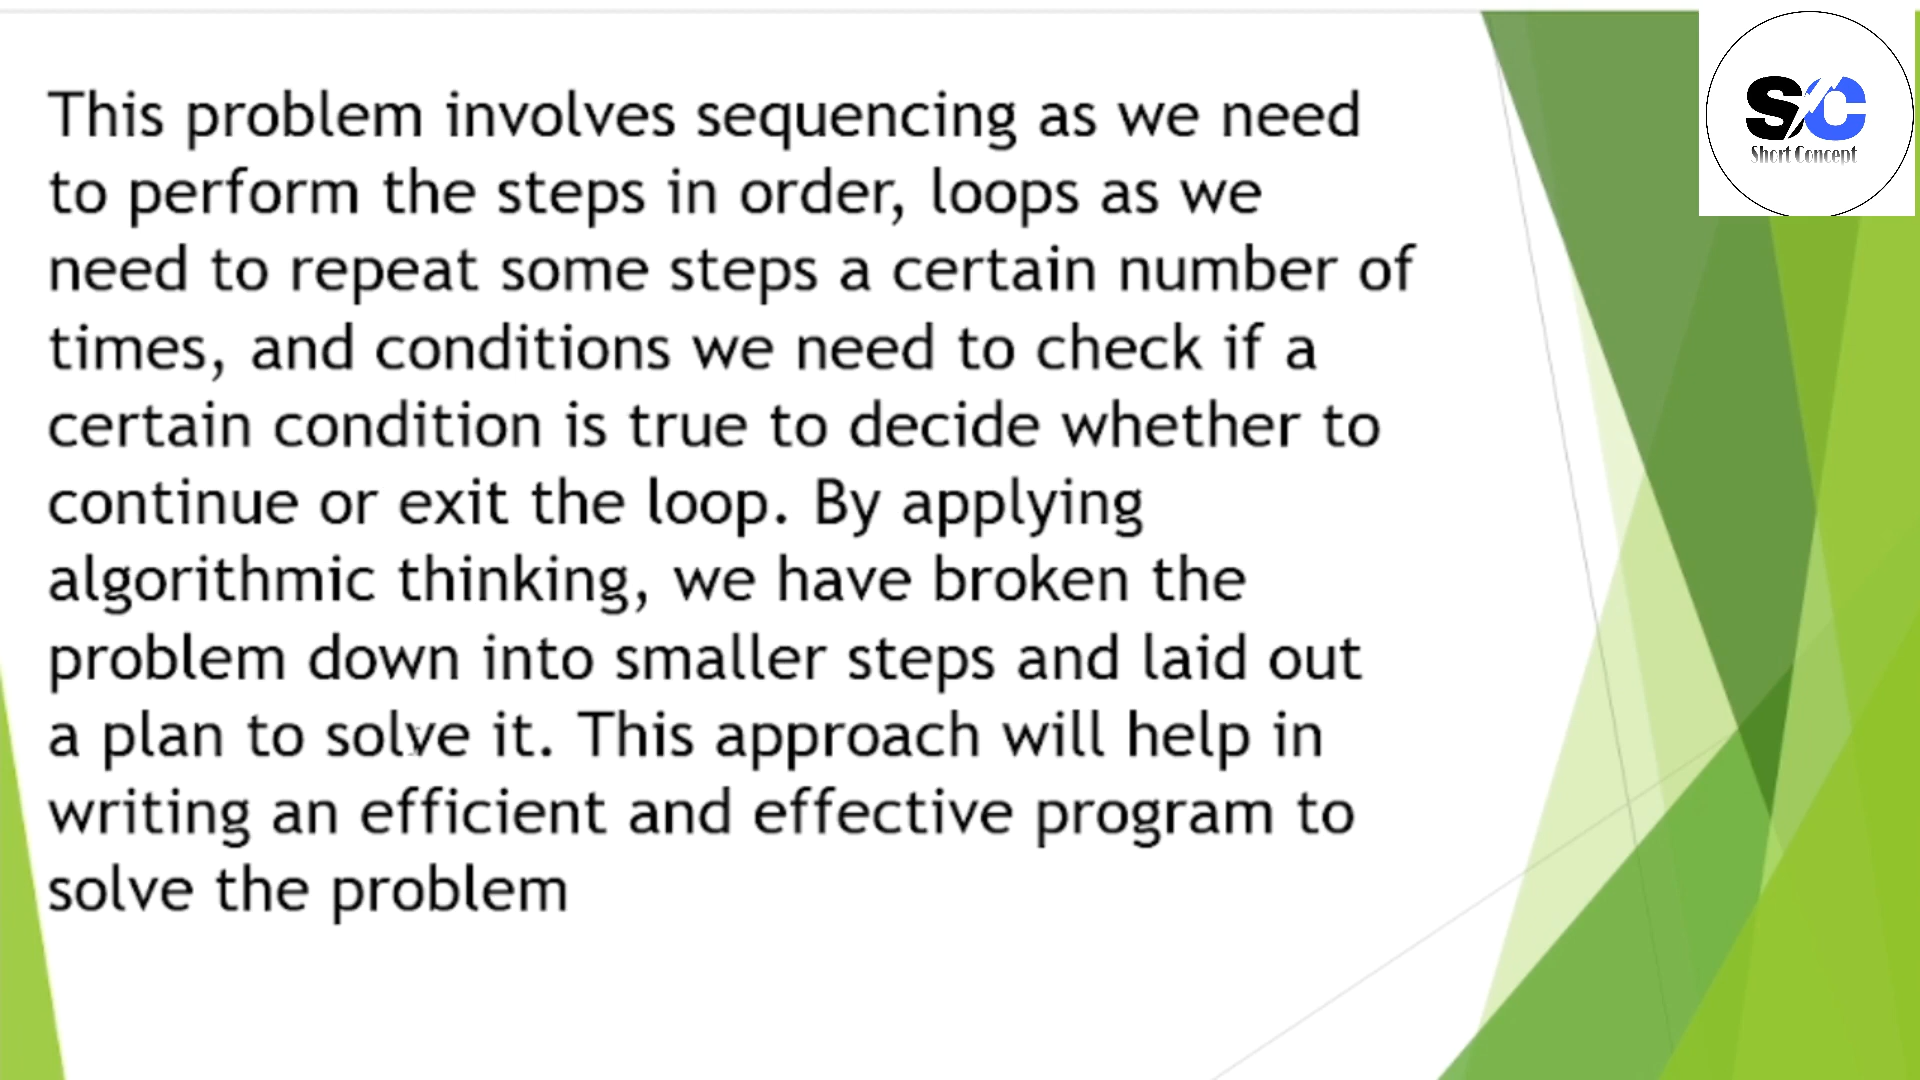 This problem involves sequencing as we need
to perform the steps in order, loops as we
need to repeat some steps a certain number of
times, and conditions we need to check if a
certain condition is true to decide whether to
continue or exit the loop. By applying
algorithmic thinking, we have broken the
problem down into smaller steps and laid out
a plan to solve it. This approach will help in
writing an efficient and effective program to
solve the problem
SC
Short Concept